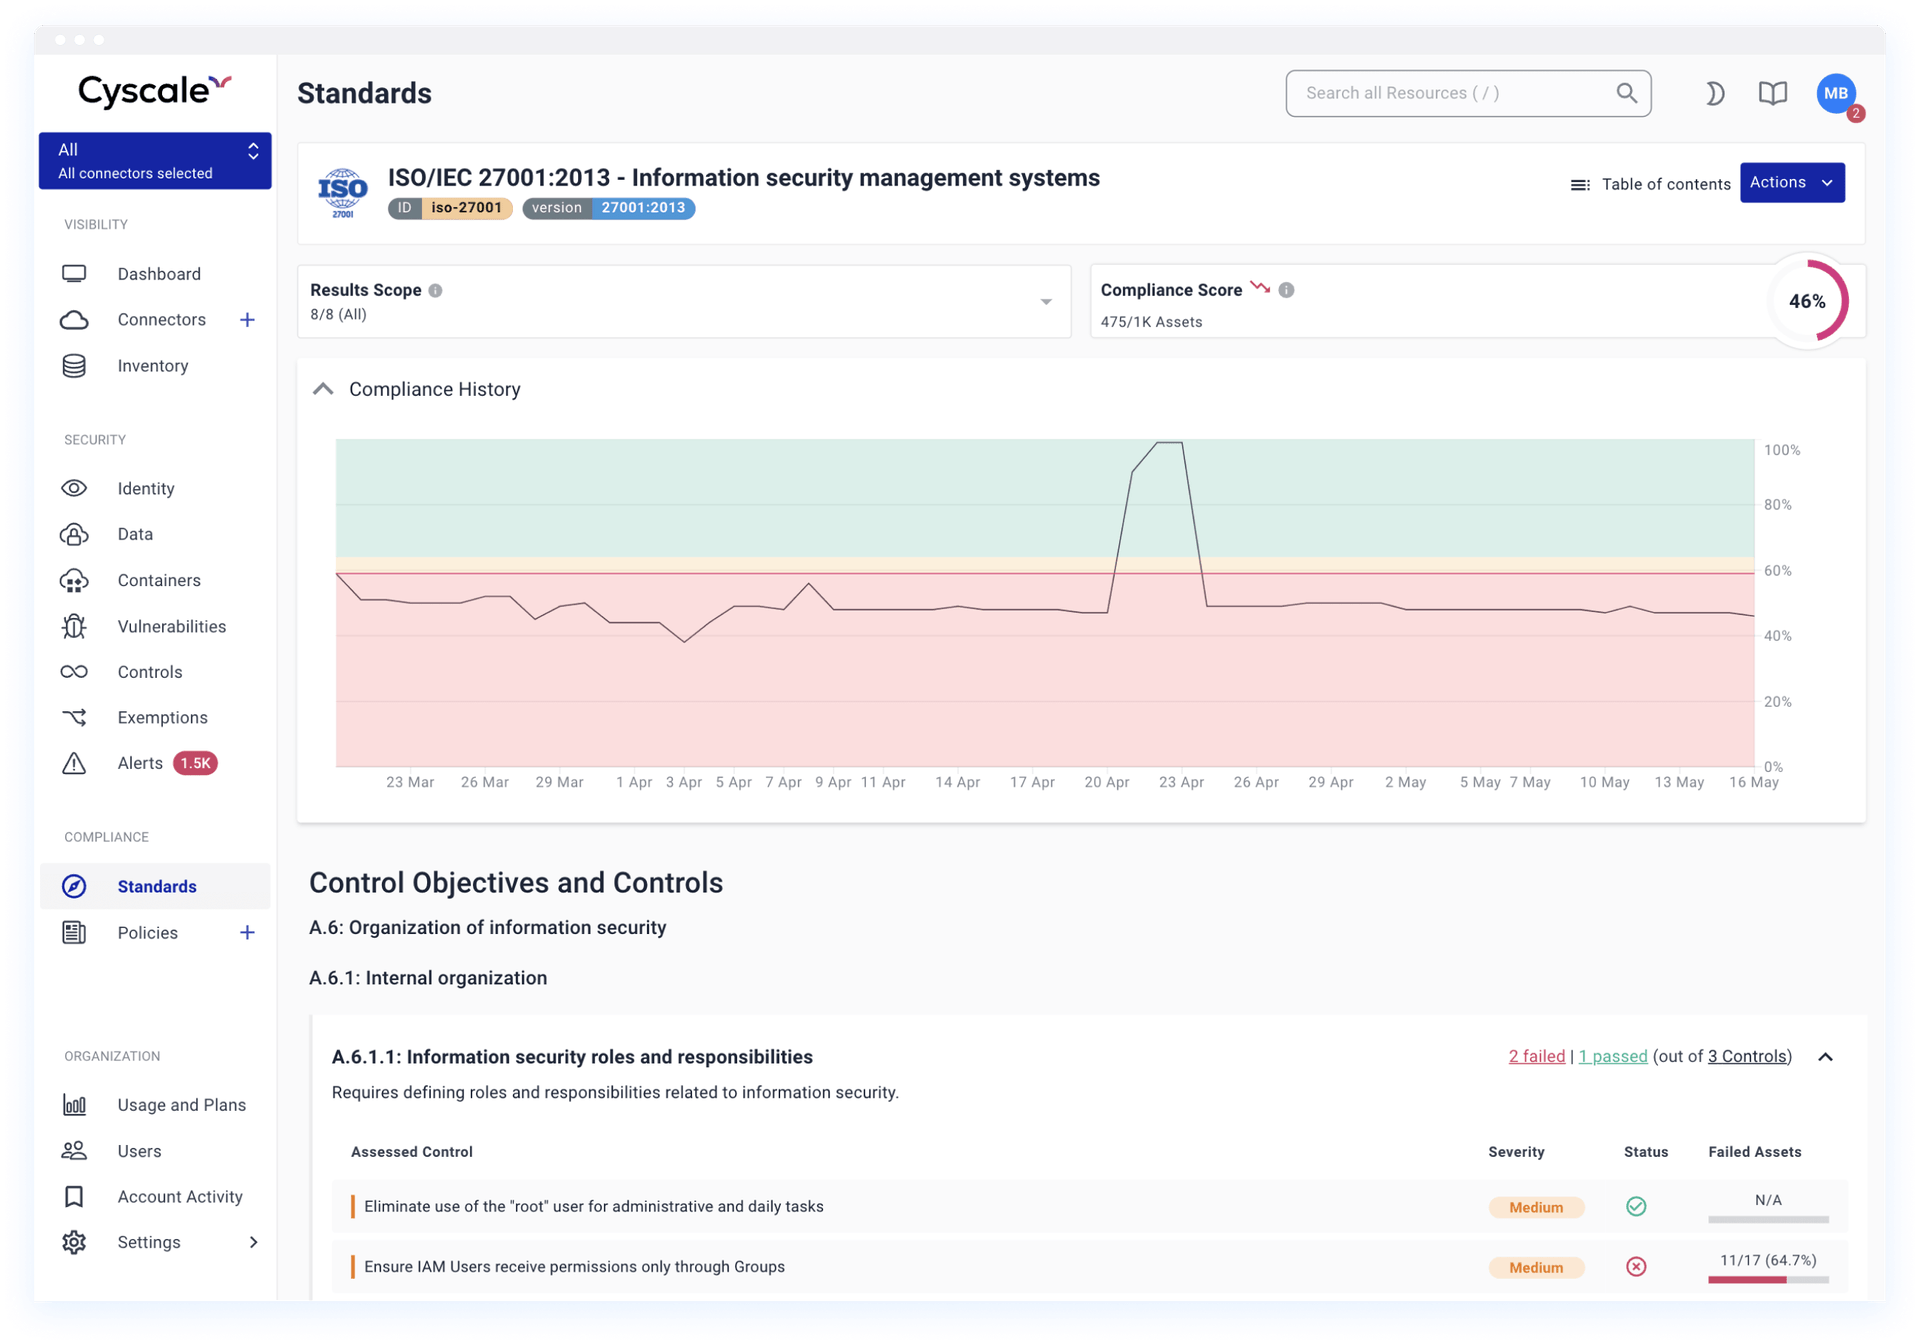 Cyscale
All
All connectors selected
VISIBILITY
Dashboard
Connectors +
Inventory
SECURITY
Identity
Data
Containers
Vulnerabilities
Controls
Exemptions
Alerts 1.5K
COMPLIANCE
Standards
Policies +
ORGANIZATION
Usage and Plans
Users
Account Activity
Settings
Standards
Search all Resources ( / )
MB
2
ISO
27001
ISO/IEC 27001:2013 - Information security management systems
ID iso-27001 version 27001:2013
Table of contents
Actions
Results Scope
8/8 (All)
Compliance Score
475/1K Assets
46%
Compliance History
100%
80%
60%
40%
20%
0%
23 Mar 26 Mar 29 Mar 1 Apr 3 Apr 5 Apr 7 Apr 9 Apr 11 Apr 14 Apr 17 Apr 20 Apr 23 Apr 26 Apr 29 Apr 2 May 5 May 7 May 10 May 13 May 16 May
Control Objectives and Controls
A.6: Organization of information security
A.6.1: Internal organization
A.6.1.1: Information security roles and responsibilities
2 failed | 1 passed (out of 3 Controls)
Requires defining roles and responsibilities related to information security.
Assessed Control Severity Status Failed Assets
Eliminate use of the "root" user for administrative and daily tasks Medium N/A
Ensure IAM Users receive permissions only through Groups Medium 11/17 (64.7%)